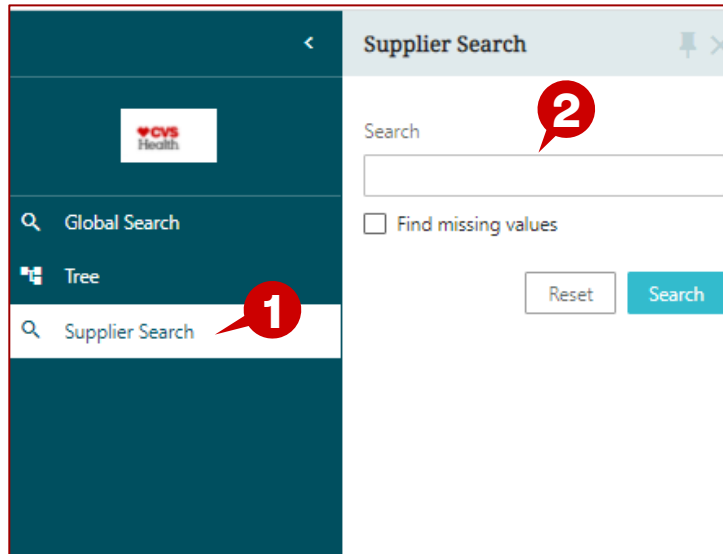 Supplier Search
CVS
Health
2
Search
Global Search
Find missing values
Tree
Reset
Search
1
Supplier Search